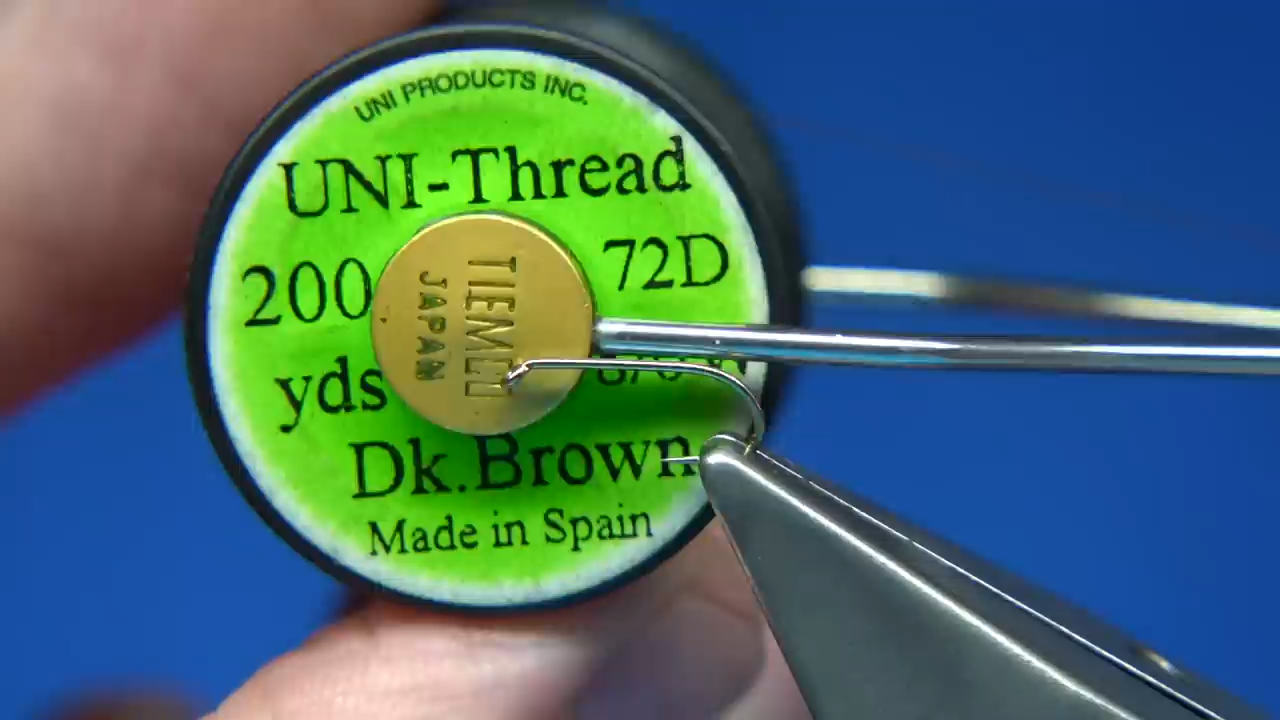 UNI PRODUCTS INC.
UNI-Thread
200 72D
yds
Dk.Brown
Made in Spain
TIEMCO
JAPAN